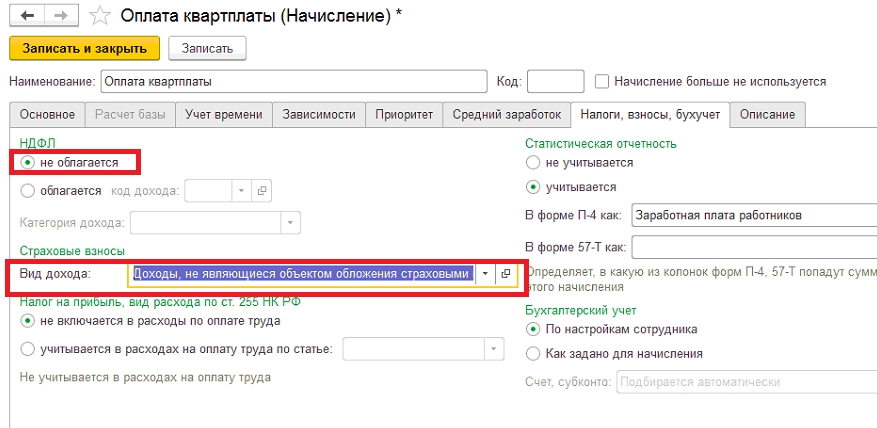 Оплата квартплаты (Начисление) *
Записать и закрыть Записать
Наименование: Оплата квартплаты Код: Начисление больше не используется
Основное Расчет базы Учет времени Зависимости Приоритет Средний заработок Налоги, взносы, бухучет Описание
НДФЛ
не облагается
облагается код дохода:
Категория дохода:
Страховые взносы
Вид дохода: Доходы, не являющиеся объектом обложения страховыми
Налог на прибыль, вид расхода по ст. 255 НК РФ
не включается в расходы по оплате труда
учитывается в расходах на оплату труда по статье:
Не учитывается в расходах на оплату труда
Статистическая отчетность
не учитывается
учитывается
В форме П-4 как: Заработная плата работников
В форме 57-Т как:
Определяет, в какую из колонок форм П-4, 57-Т попадут сумм
этого начисления
Бухгалтерский учет
По настройкам сотрудника
Как задано для начисления
Счет, субконто: Подбирается автоматически